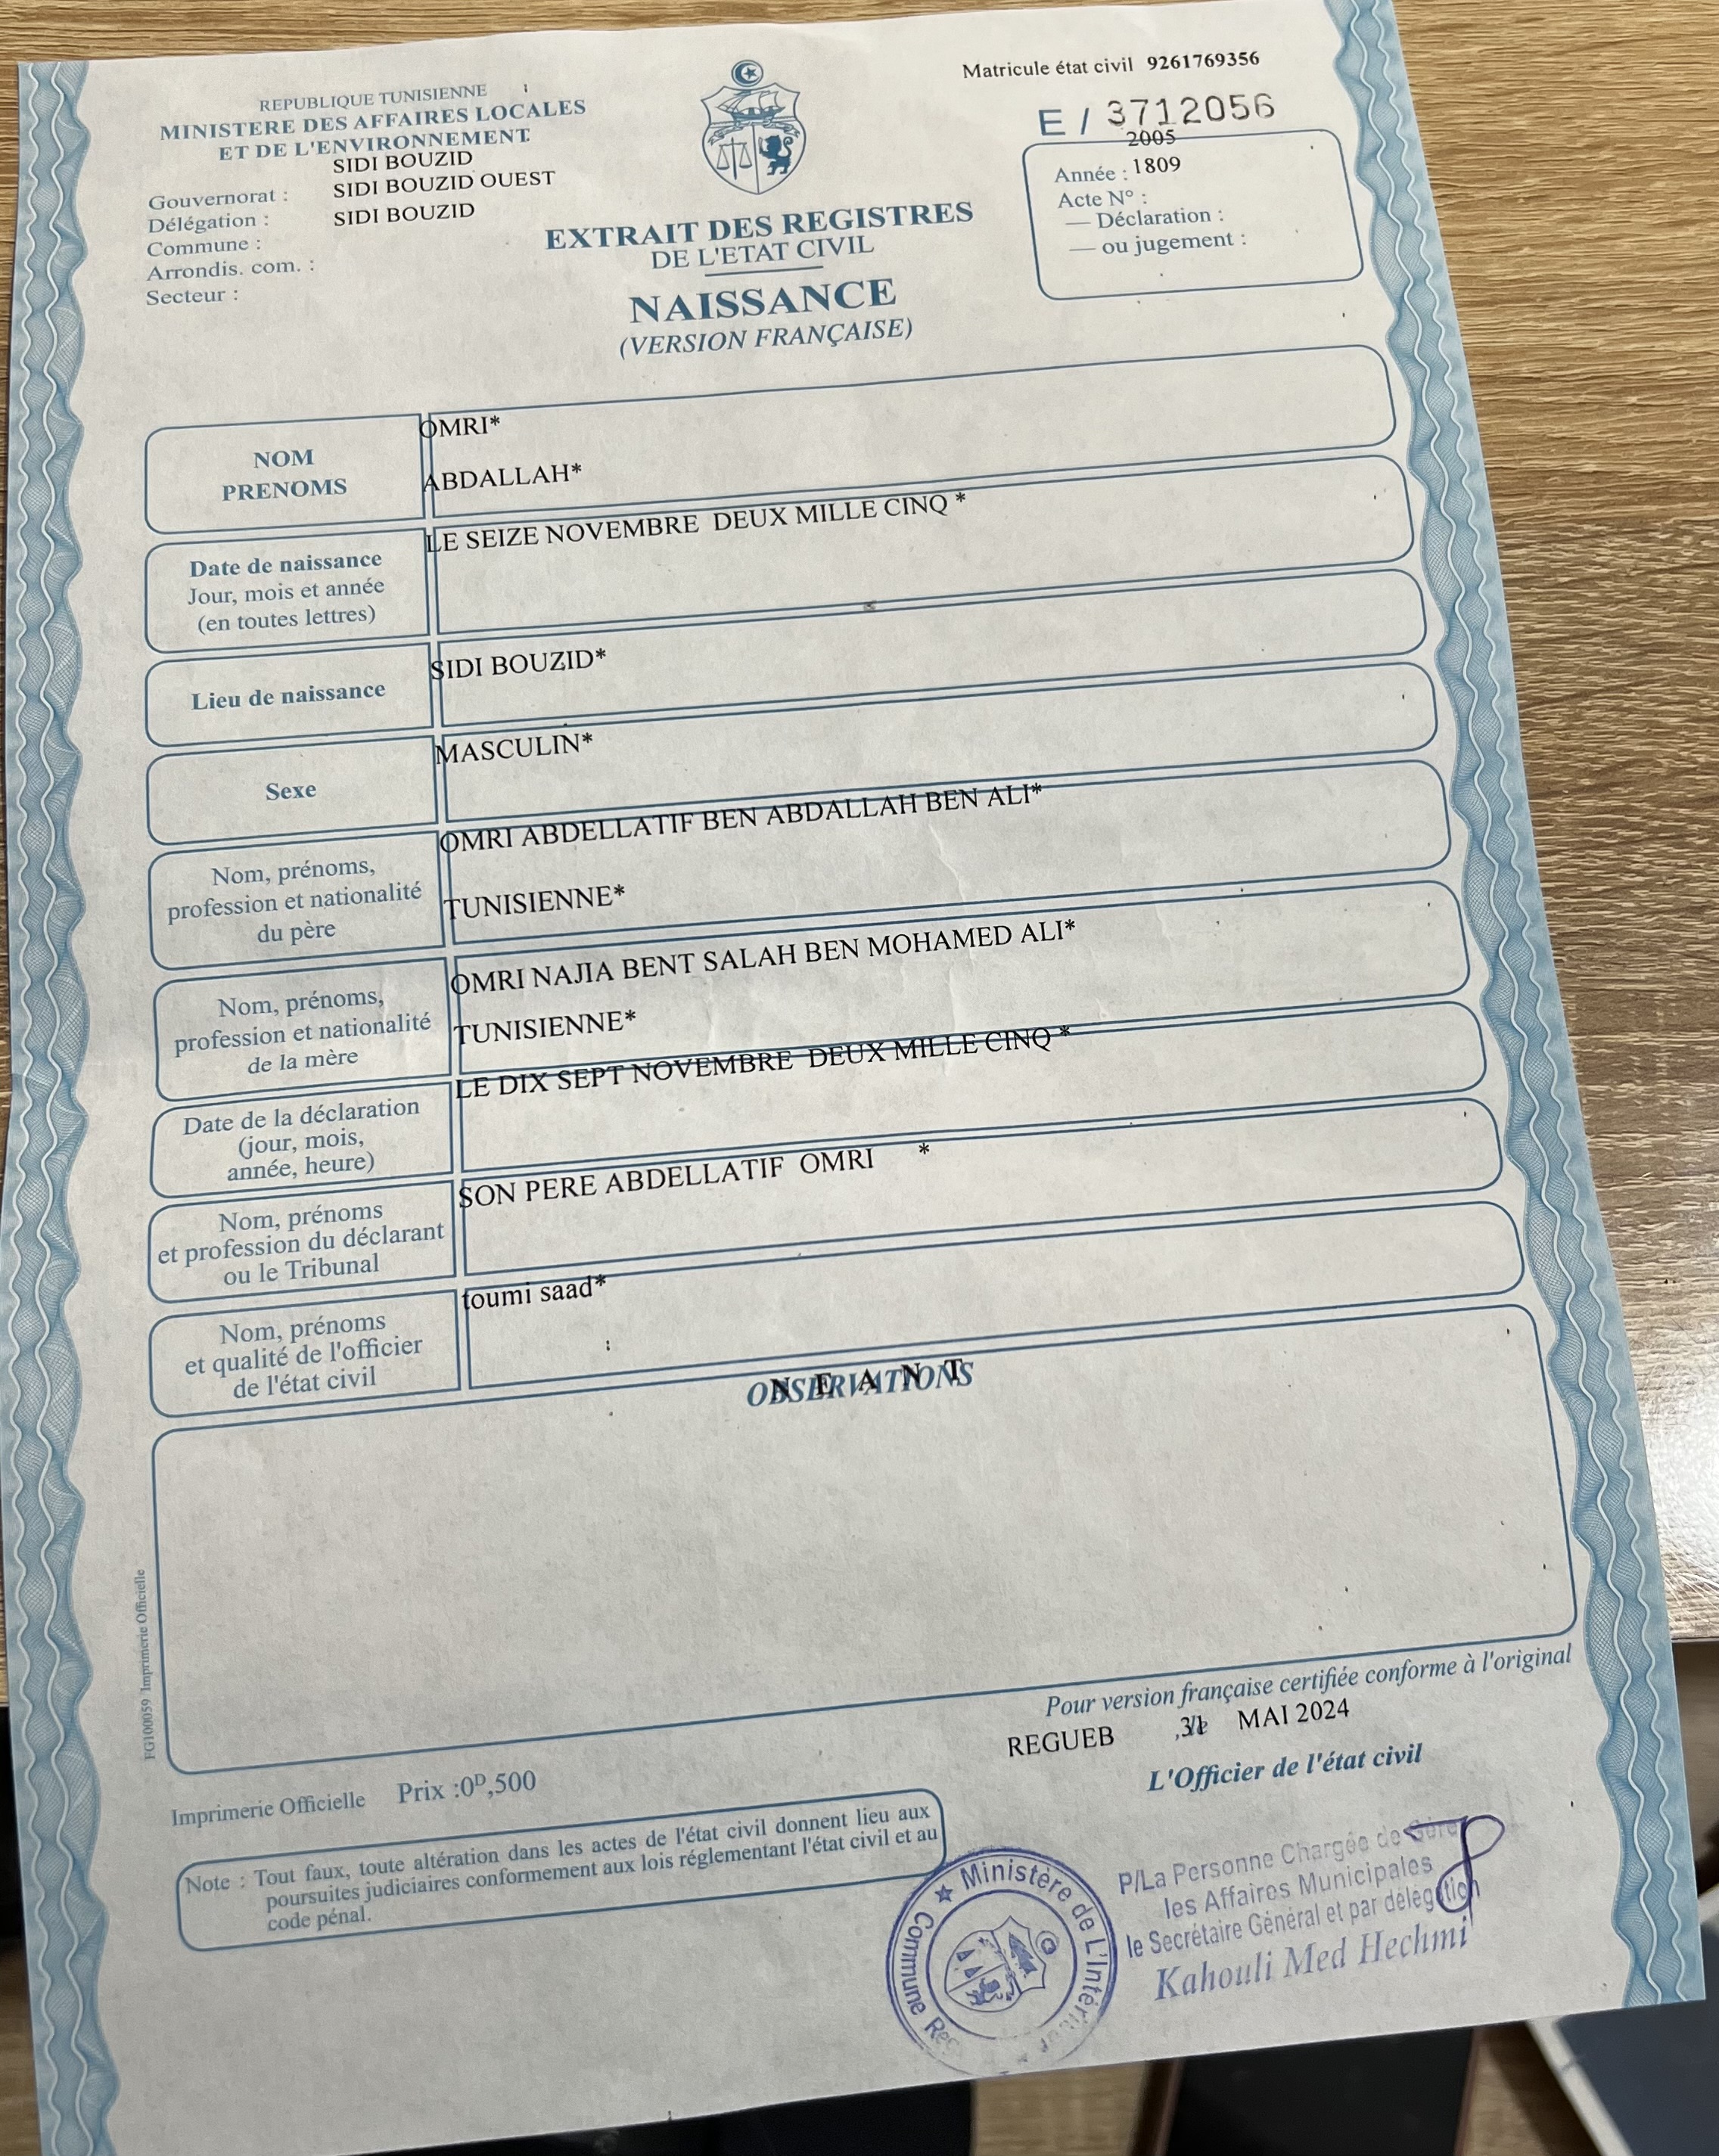 REPUBLIQUE TUNISIENNE
MINISTERE DES AFFAIRES LOCALES
ET DE L'ENVIRONNEMENT
SIDI BOUZID
Gouvernorat : SIDI BOUZID OUEST
Délégation : SIDI BOUZID
Commune :
Arrondis. com. :
Secteur :
EXTRAIT DES REGISTRES
DE L'ETAT CIVIL
NAISSANCE
(VERSION FRANÇAISE)
Matricule état civil 9261769356
E / 3712056
2005
Année : 1809
Acte N° :
— Déclaration :
— ou jugement :
NOM
PRENOMS
OMRI*
ABDALLAH*
Date de naissance
Jour, mois et année
(en toutes lettres)
LE SEIZE NOVEMBRE DEUX MILLE CINQ *
Lieu de naissance
SIDI BOUZID*
Sexe
MASCULIN*
Nom, prénoms,
profession et nationalité
du père
OMRI ABDELLATIF BEN ABDALLAH BEN ALI*
TUNISIENNE*
Nom, prénoms,
profession et nationalité
de la mère
OMRI NAJIA BENT SALAH BEN MOHAMED ALI*
TUNISIENNE*
Date de la déclaration
(jour, mois,
année, heure)
LE DIX SEPT NOVEMBRE DEUX MILLE CINQ *
Nom, prénoms
et profession du déclarant
ou le Tribunal
SON PERE ABDELLATIF OMRI *
Nom, prénoms
et qualité de l'officier
de l'état civil
toumi saad*
OBSERVATIONS
N E A N T
FG100059 Imprimerie Officielle
Pour version française certifiée conforme à l'original
REGUEB ,le 31 MAI 2024
L'Officier de l'état civil
Imprimerie Officielle Prix :0ᴰ,500
Note : Tout faux, toute altération dans les actes de l'état civil donnent lieu aux
poursuites judiciaires conformement aux lois réglementant l'état civil et au
code pénal.
★ Ministère de L'Intérieur
Commune
P/La Personne Chargée de
les Affaires Municipales
le Secrétaire Général et par délégation
Kahouli Med Hechmi